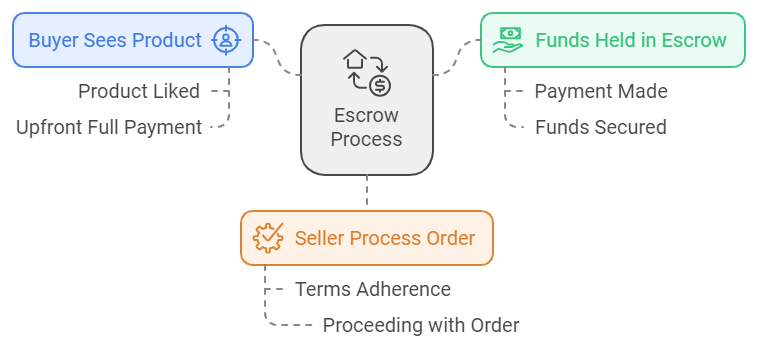 Buyer Sees Product
Product Liked
Upfront Full Payment
Escrow
Process
Funds Held in Escrow
Payment Made
Funds Secured
Seller Process Order
Terms Adherence
Proceeding with Order